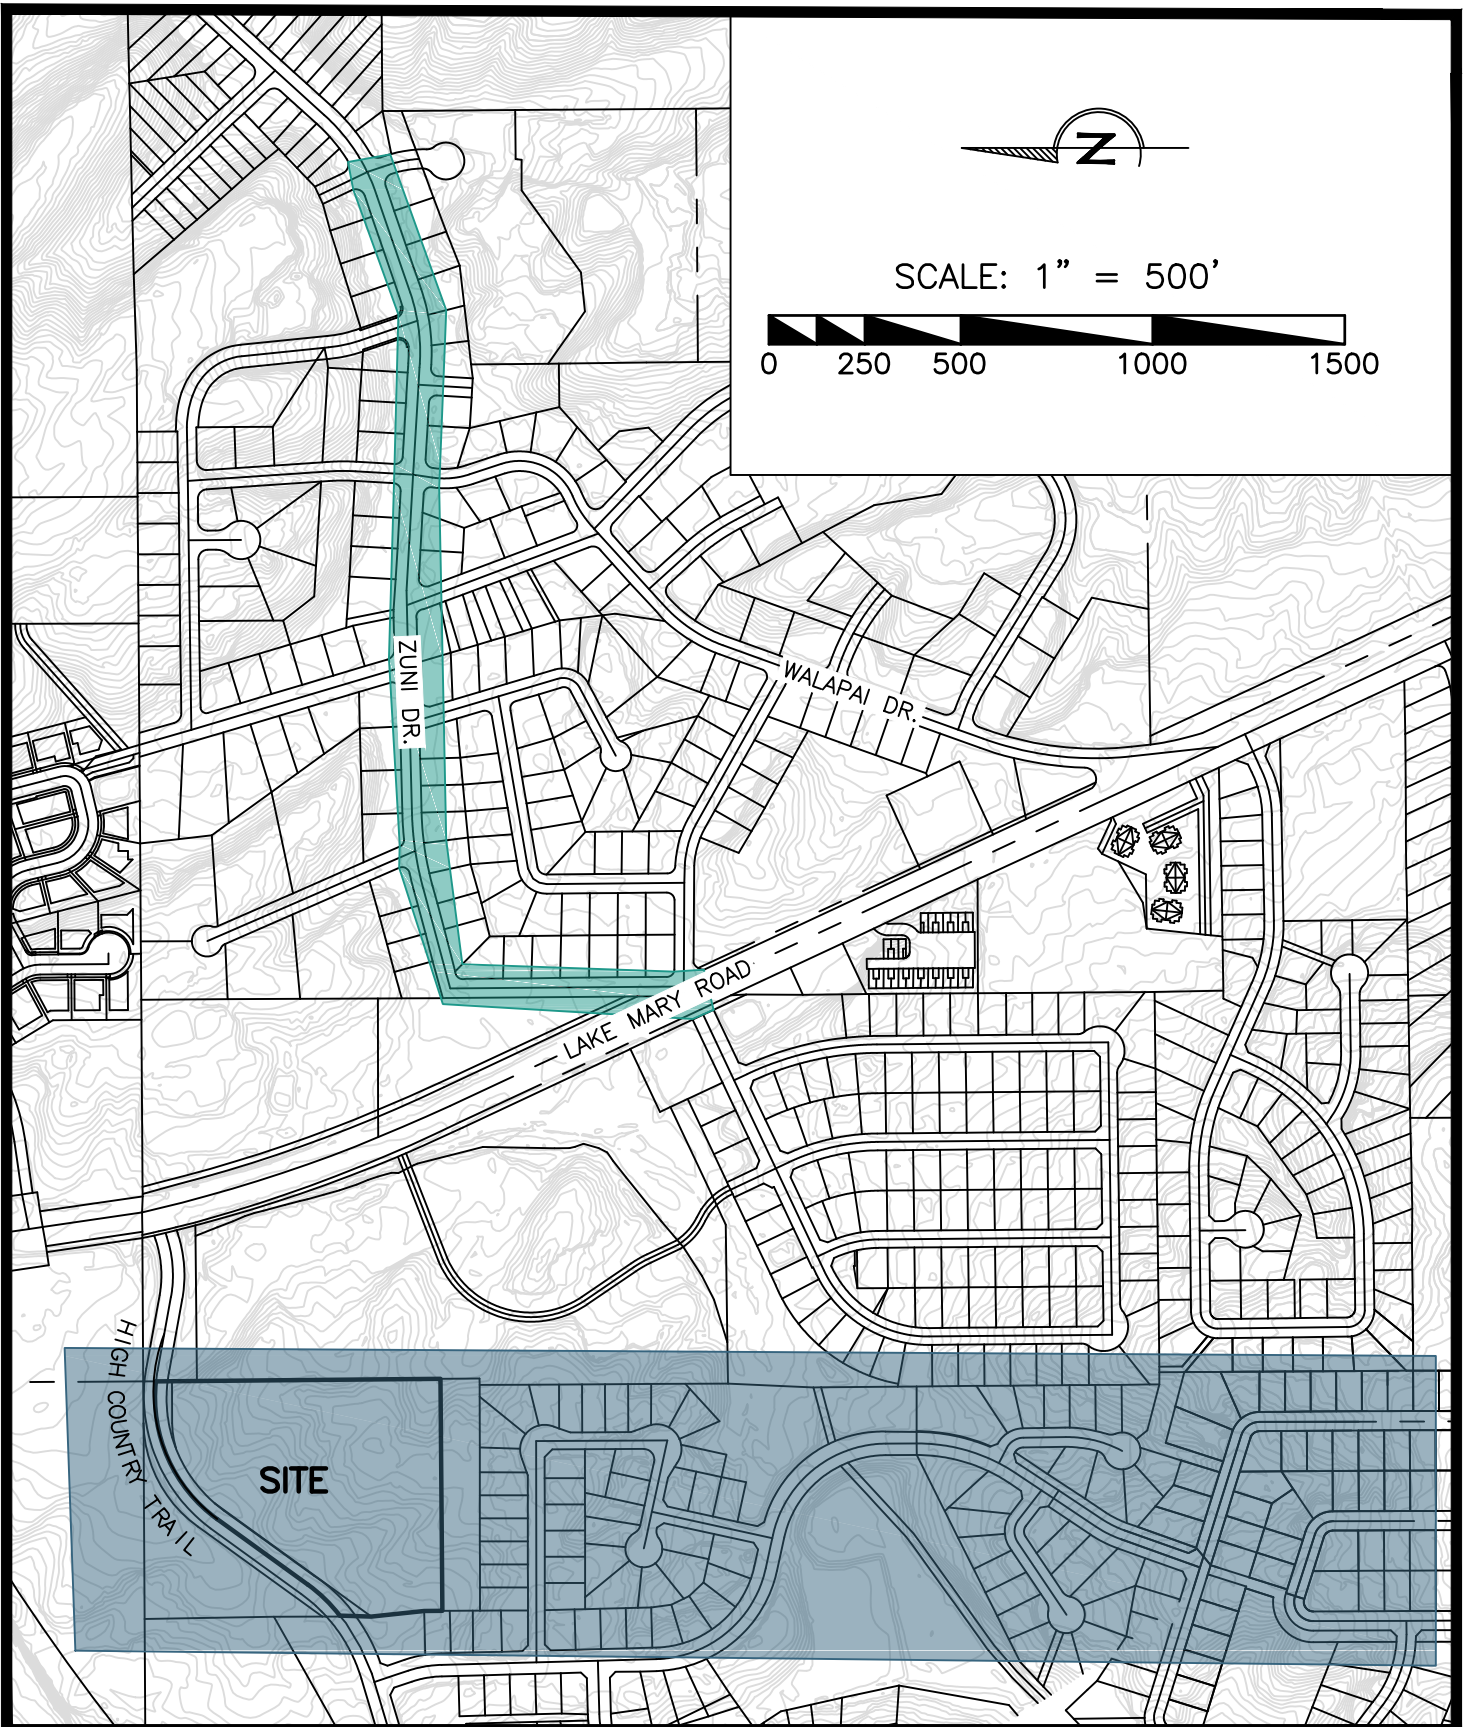 N
SCALE: 1” = 500’
0 250 500 1000 1500
ZUNI DR.
WALAPAI DR.
LAKE MARY ROAD
HIGH COUNTRY TRAIL
SITE